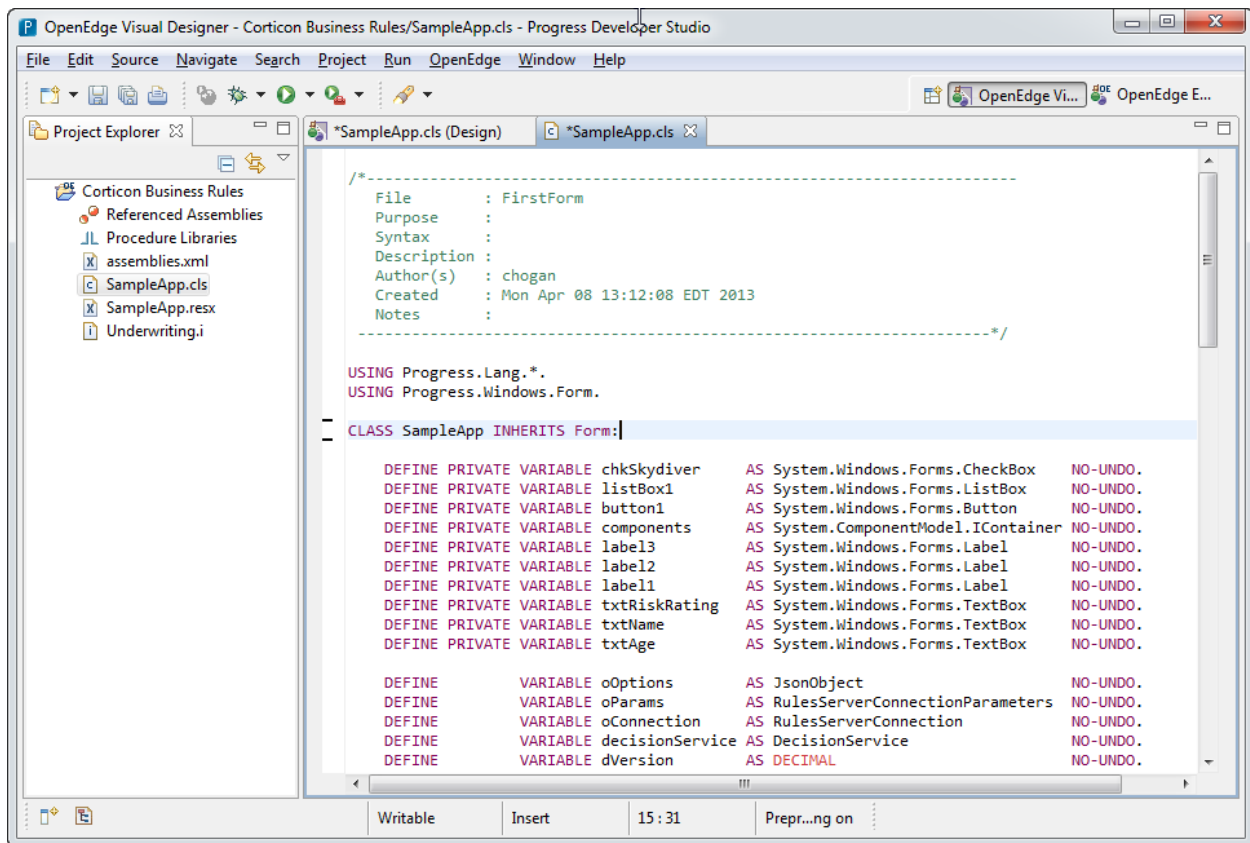 OpenEdge Visual Designer - Corticon Business Rules/SampleApp.cls - Progress Developer Studio
File Edit Source Navigate Search Project Run OpenEdge Window Help
OpenEdge Vi... OpenEdge E...
Project Explorer
*SampleApp.cls (Design) *SampleApp.cls
Corticon Business Rules
Referenced Assemblies
Procedure Libraries
assemblies.xml
SampleApp.cls
SampleApp.resx
Underwriting.i
/*------------------------------------------------------------------------
File : FirstForm
Purpose :
Syntax :
Description :
Author(s) : chogan
Created : Mon Apr 08 13:12:08 EDT 2013
Notes :
----------------------------------------------------------------------*/
USING Progress.Lang.*.
USING Progress.Windows.Form.
CLASS SampleApp INHERITS Form:
DEFINE PRIVATE VARIABLE chkSkydiver AS System.Windows.Forms.CheckBox NO-UNDO.
DEFINE PRIVATE VARIABLE listBox1 AS System.Windows.Forms.ListBox NO-UNDO.
DEFINE PRIVATE VARIABLE button1 AS System.Windows.Forms.Button NO-UNDO.
DEFINE PRIVATE VARIABLE components AS System.ComponentModel.IContainer NO-UNDO.
DEFINE PRIVATE VARIABLE label3 AS System.Windows.Forms.Label NO-UNDO.
DEFINE PRIVATE VARIABLE label2 AS System.Windows.Forms.Label NO-UNDO.
DEFINE PRIVATE VARIABLE label1 AS System.Windows.Forms.Label NO-UNDO.
DEFINE PRIVATE VARIABLE txtRiskRating AS System.Windows.Forms.TextBox NO-UNDO.
DEFINE PRIVATE VARIABLE txtName AS System.Windows.Forms.TextBox NO-UNDO.
DEFINE PRIVATE VARIABLE txtAge AS System.Windows.Forms.TextBox NO-UNDO.
DEFINE VARIABLE oOptions AS JsonObject NO-UNDO.
DEFINE VARIABLE oParams AS RulesServerConnectionParameters NO-UNDO.
DEFINE VARIABLE oConnection AS RulesServerConnection NO-UNDO.
DEFINE VARIABLE decisionService AS DecisionService NO-UNDO.
DEFINE VARIABLE dVersion AS DECIMAL NO-UNDO.
Writable Insert 15 : 31 Prepr...ng on